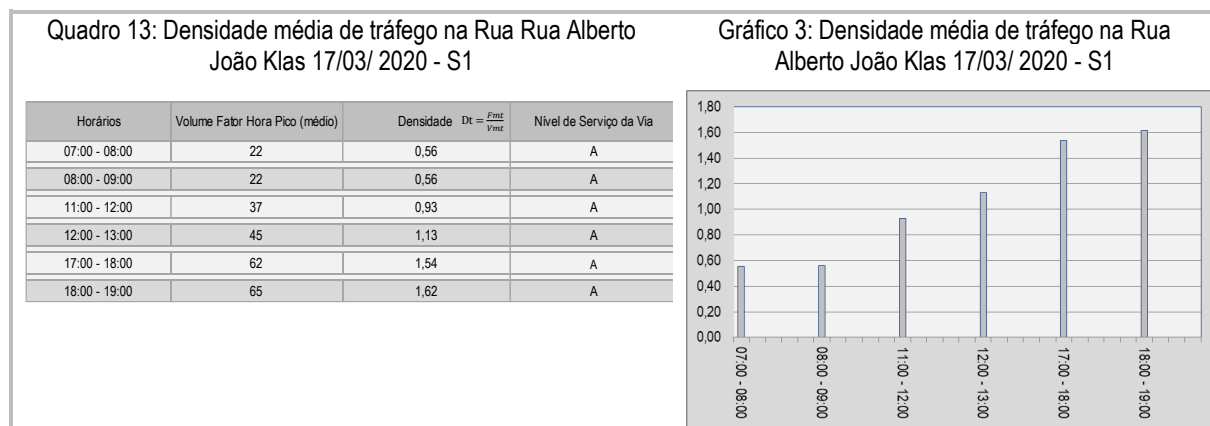 Quadro 13: Densidade média de tráfego na Rua Rua Alberto
João Klas 17/03/ 2020 - S1
Horários Volume Fator Hora Pico (médio) Densidade Dt = Fmt/Vmt Nível de Serviço da Via
07:00 - 08:00 22 0,56 A
08:00 - 09:00 22 0,56 A
11:00 - 12:00 37 0,93 A
12:00 - 13:00 45 1,13 A
17:00 - 18:00 62 1,54 A
18:00 - 19:00 65 1,62 A
Gráfico 3: Densidade média de tráfego na Rua
Alberto João Klas 17/03/ 2020 - S1
1,80
1,60
1,40
1,20
1,00
0,80
0,60
0,40
0,20
0,00
07:00 - 08:00
08:00 - 09:00
11:00 - 12:00
12:00 - 13:00
17:00 - 18:00
18:00 - 19:00